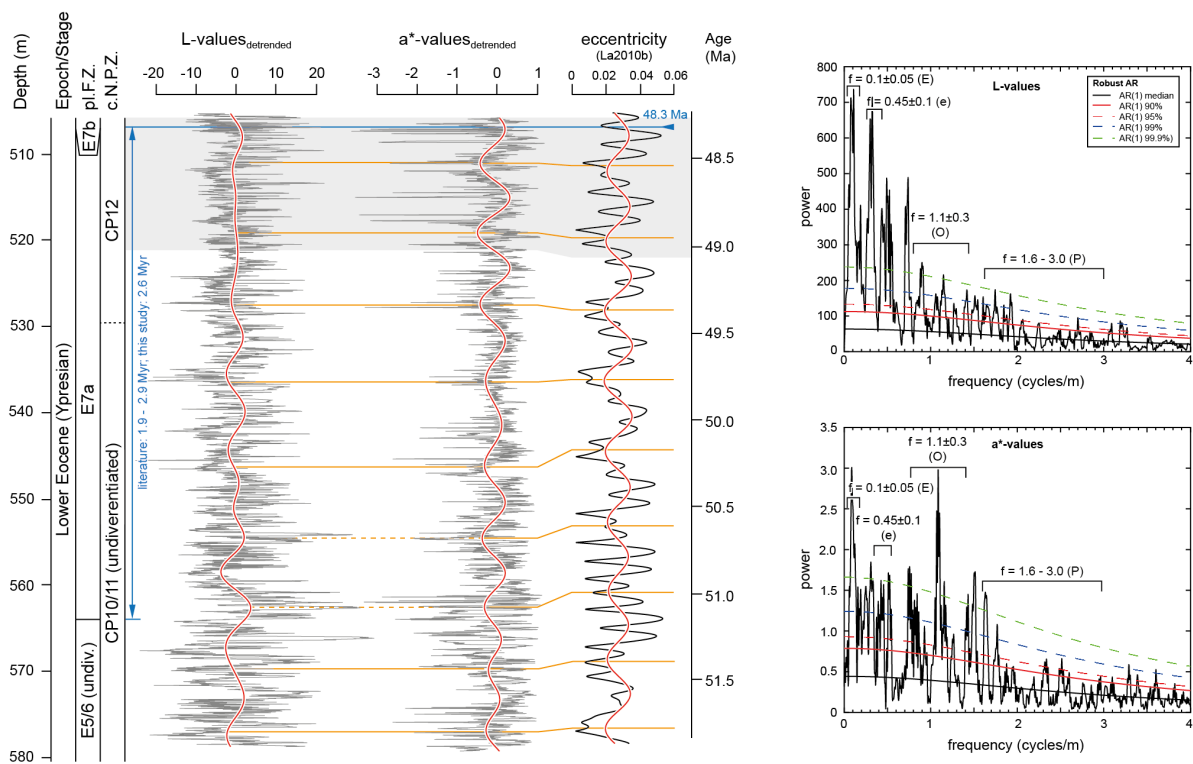 Depth (m)
Epoch/Stage
pl.F.Z.
c.N.P.Z.
L-values detrended
a*-values detrended
eccentricity
(La2010b)
Age
(Ma)
-20 -10 0 10 20
-3 -2 -1 0 1
0 0.02 0.04 0.06
48.3 Ma
510
520
530
540
550
560
570
580
Lower Eocene (Ypresian)
E7b
E7a
E5/6 (undiv.)
CP12
CP10/11 (undiverentiated)
literature: 1.9 - 2.3 Myr; this study: 2.6 Myr
48.5
49.0
49.5
50.0
50.5
51.0
51.5
L-values
f = 0.1±0.05 (E)
f = 0.45±0.1 (e)
f = 1.1±0.3
(O)
f = 1.6 - 3.0 (P)
Robust AR
AR(1) median
AR(1) 90%
AR(1) 95%
AR(1) 99%
AR(1) 99.9%)
power
800
700
600
500
400
300
200
100
0
0 1 2 3 4
frequency (cycles/m)
a*-values
f = 1.1±0.3
(O)
f = 0.1±0.05 (E)
f = 0.45±0.1
(e)
f = 1.6 - 3.0 (P)
power
3.5
3.0
2.5
2.0
1.5
1.0
0.5
0
0 1 2 3 4
frequency (cycles/m)